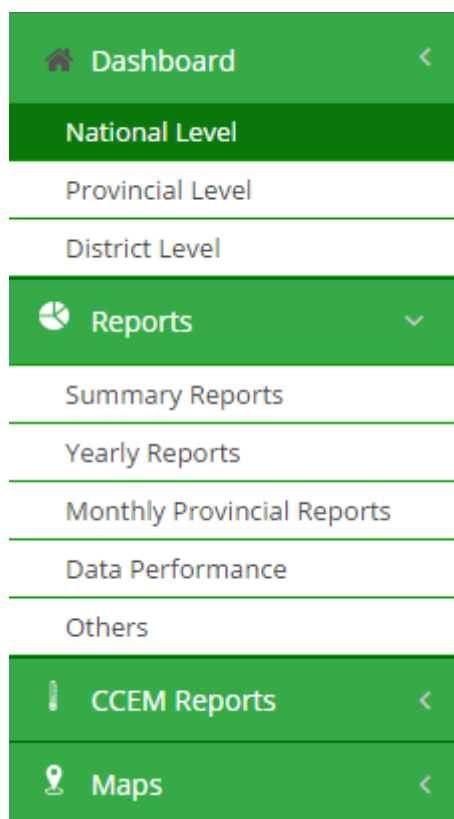 Dashboard
National Level
Provincial Level
District Level
Reports
Summary Reports
Yearly Reports
Monthly Provincial Reports
Data Performance
Others
CCEM Reports
Maps